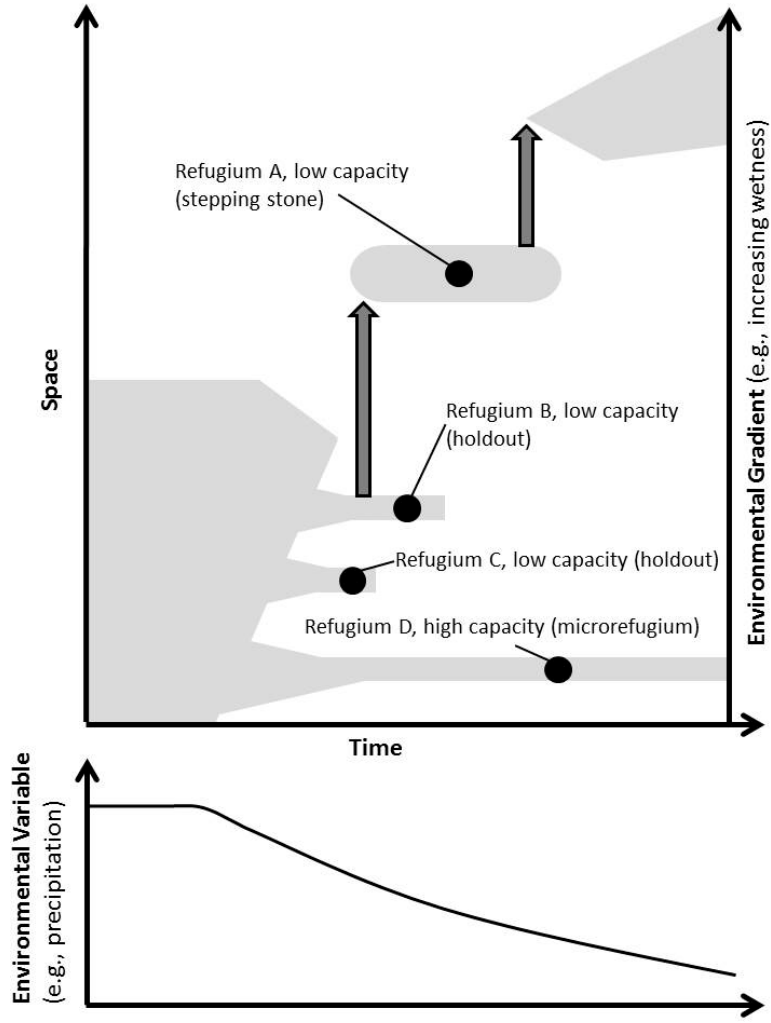 Refugium A, low capacity
(stepping stone)
Space
Environmental Gradient (e.g., increasing wetness)
Refugium B, low capacity
(holdout)
Refugium C, low capacity (holdout)
Refugium D, high capacity (microrefugium)
Time
Environmental Variable
(e.g., precipitation)